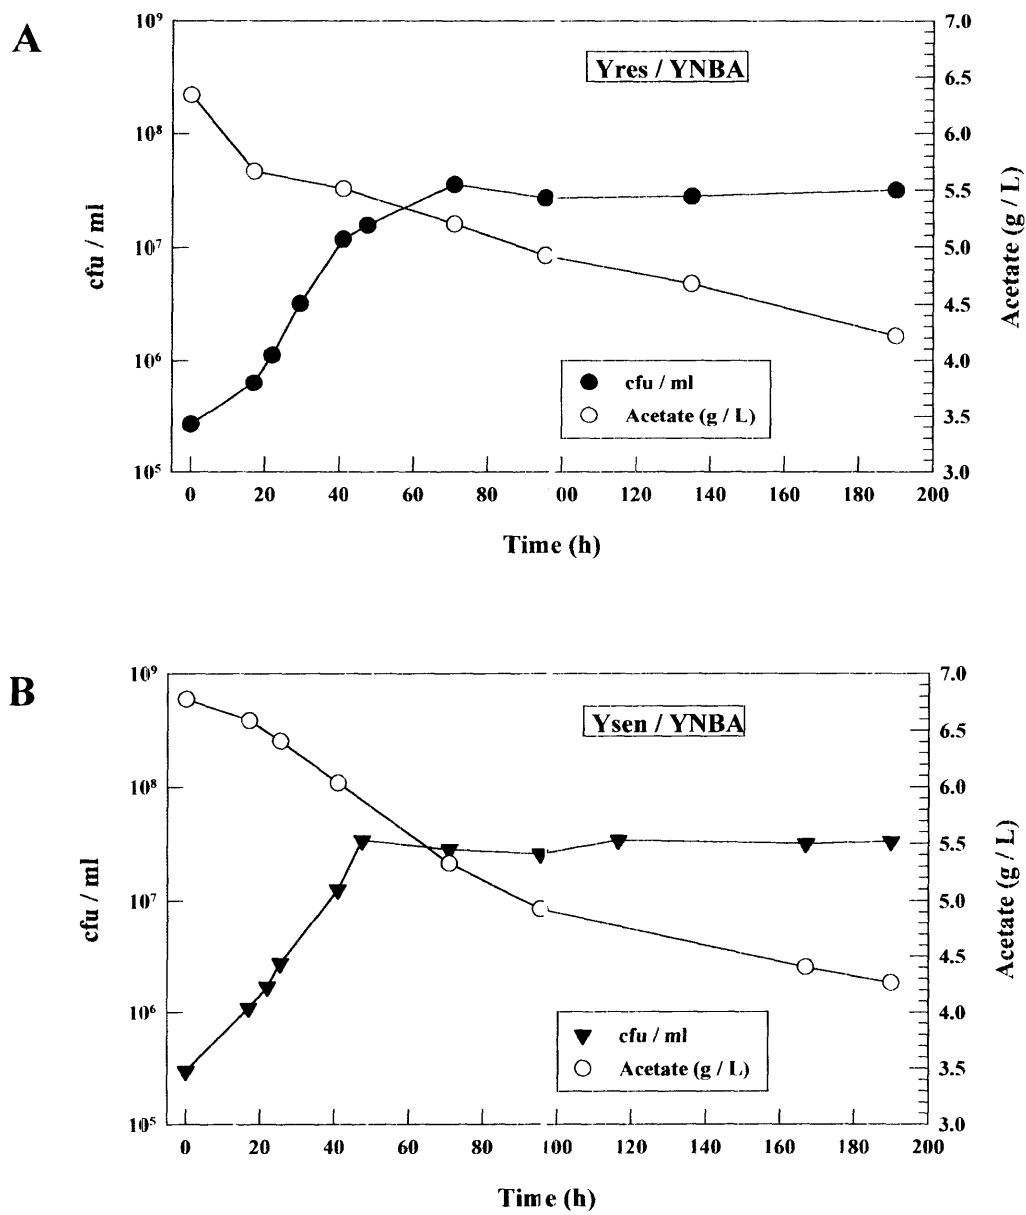 A
Yres / YNBA
10⁹
10⁸
10⁷
10⁶
10⁵
cfu / ml
7.0
6.5
6.0
5.5
5.0
4.5
4.0
3.5
3.0
Acetate (g / L)
cfu / ml
Acetate (g / L)
0 20 40 60 80 00 120 140 160 180 200
Time (h)
B
Ysen / YNBA
10⁹
10⁸
10⁷
10⁶
10⁵
cfu / ml
7.0
6.5
6.0
5.5
5.0
4.5
4.0
3.5
3.0
Acetate (g / L)
cfu / ml
Acetate (g / L)
0 20 40 60 80 100 120 140 160 180 200
Time (h)